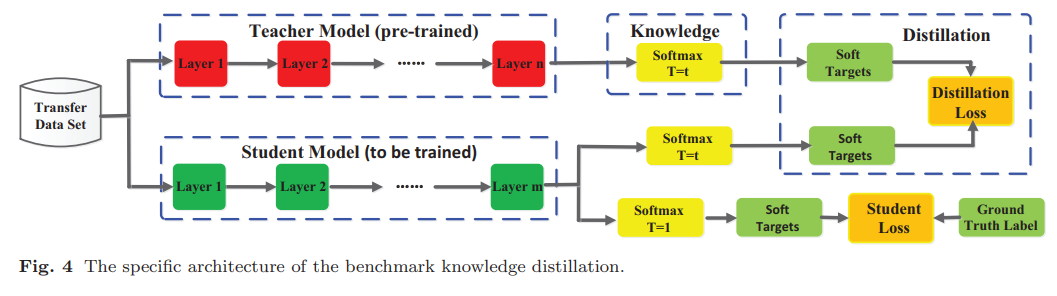 Teacher Model (pre-trained)
Layer 1
Layer 2
......
Layer n
Knowledge
Softmax
T=t
Distillation
Soft
Targets
Distillation
Loss
Transfer
Data Set
Student Model (to be trained)
Layer 1
Layer 2
......
Layer m
Softmax
T=t
Soft
Targets
Softmax
T=1
Soft
Targets
Student
Loss
Ground
Truth Label
Fig. 4 The specific architecture of the benchmark knowledge distillation.